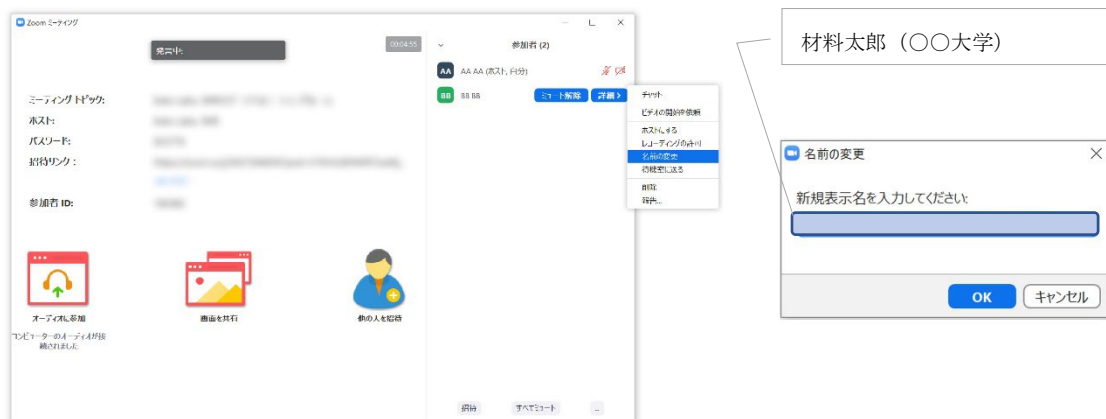 Zoom ミーティング
発言中:
00:04:55
参加者 (2)
AA AA AA (ホスト, 自分)
BB BB BB ミュート解除 詳細 >
チャット
ビデオの開始を依頼
ホストにする
レコーディングの許可
名前の変更
待機室に送る
削除
報告...
ミーティング トピック:
ホスト:
パスワード:
招待リンク:
参加者 ID:
オーディオに参加
コンピューターのオーディオが接
続されました
画面を共有
他の人を招待
招待 すべてミュート ...
材料太郎（〇〇大学）
名前の変更
新規表示名を入力してください:
OK キャンセル